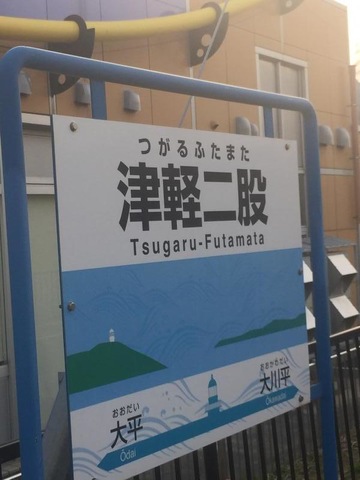 つがるふたまた
津軽二股
Tsugaru-Futamata
おおだい
大平
Ōdai
おおかわだい
大川平
Ōkawadai